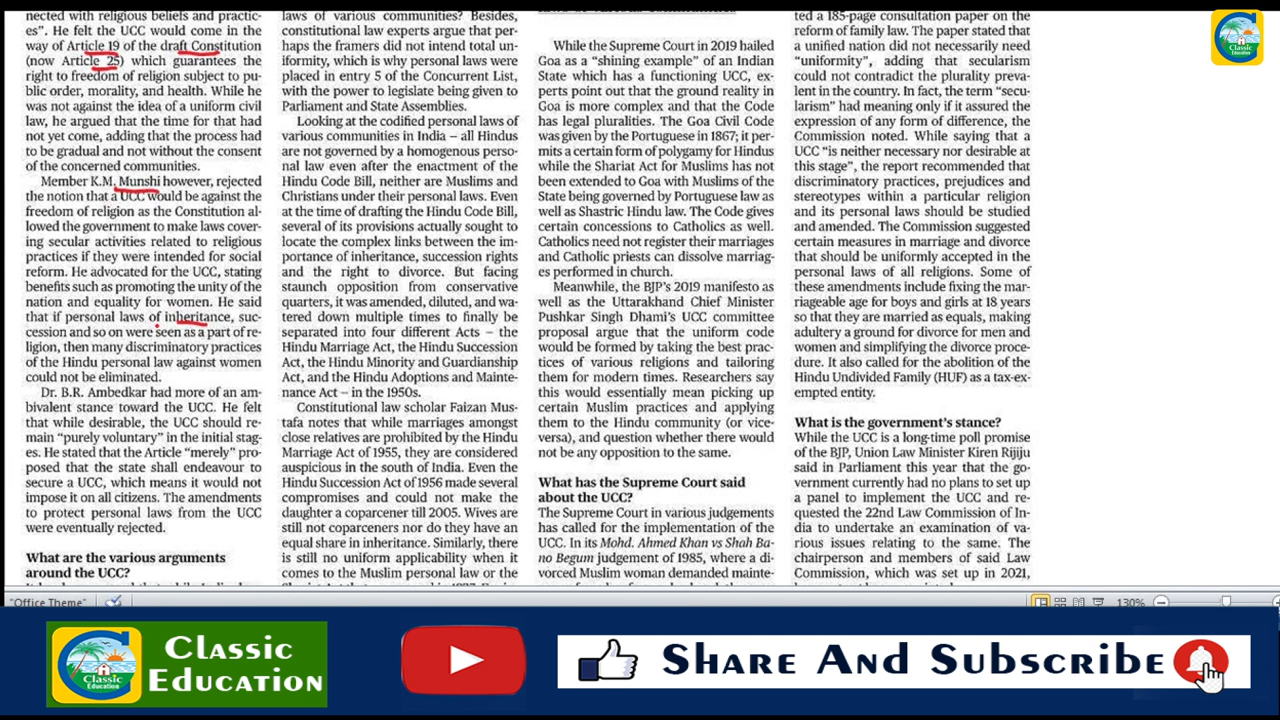 nected with religious beliefs and practic-
es". He felt the UCC would come in the
way of Article 19 of the draft Constitution
(now Article 25) which guarantees the
right to freedom of religion subject to pu-
blic order, morality, and health. While he
was not against the idea of a uniform civil
law, he argued that the time for that had
not yet come, adding that the process had
to be gradual and not without the consent
of the concerned communities.
Member K.M. Munshi however, rejected
the notion that a UCC would be against the
freedom of religion as the Constitution al-
lowed the government to make laws cover-
ing secular activities related to religious
practices if they were intended for social
reform. He advocated for the UCC, stating
benefits such as promoting the unity of the
nation and equality for women. He said
that if personal laws of inheritance, suc-
cession and so on were seen as a part of re-
ligion, then many discriminatory practices
of the Hindu personal law against women
could not be eliminated.
Dr. B.R. Ambedkar had more of an am-
bivalent stance toward the UCC. He felt
that while desirable, the UCC should re-
main "purely voluntary" in the initial stag-
es. He stated that the Article "merely" pro-
posed that the state shall endeavour to
secure a UCC, which means it would not
impose it on all citizens. The amendments
to protect personal laws from the UCC
were eventually rejected.
What are the various arguments
around the UCC?
laws of various communities? Besides,
constitutional law experts argue that per-
haps the framers did not intend total un-
iformity, which is why personal laws were
placed in entry 5 of the Concurrent List,
with the power to legislate being given to
Parliament and State Assemblies.
Looking at the codified personal laws of
various communities in India – all Hindus
are not governed by a homogenous perso-
nal law even after the enactment of the
Hindu Code Bill, neither are Muslims and
Christians under their personal laws. Even
at the time of drafting the Hindu Code Bill,
several of its provisions actually sought to
locate the complex links between the im-
portance of inheritance, succession rights
and the right to divorce. But facing
staunch opposition from conservative
quarters, it was amended, diluted, and wa-
tered down multiple times to finally be
separated into four different Acts – the
Hindu Marriage Act, the Hindu Succession
Act, the Hindu Minority and Guardianship
Act, and the Hindu Adoptions and Mainte-
nance Act – in the 1950s.
Constitutional law scholar Faizan Mus-
tafa notes that while marriages amongst
close relatives are prohibited by the Hindu
Marriage Act of 1955, they are considered
auspicious in the south of India. Even the
Hindu Succession Act of 1956 made several
compromises and could not make the
daughter a coparcener till 2005. Wives are
still not coparceners nor do they have an
equal share in inheritance. Similarly, there
is still no uniform applicability when it
comes to the Muslim personal law or the
While the Supreme Court in 2019 hailed
Goa as a "shining example" of an Indian
State which has a functioning UCC, ex-
perts point out that the ground reality in
Goa is more complex and that the Code
has legal pluralities. The Goa Civil Code
was given by the Portuguese in 1867; it per-
mits a certain form of polygamy for Hindus
while the Shariat Act for Muslims has not
been extended to Goa with Muslims of the
State being governed by Portuguese law as
well as Shastric Hindu law. The Code gives
certain concessions to Catholics as well.
Catholics need not register their marriages
and Catholic priests can dissolve marriag-
es performed in church.
Meanwhile, the BJP's 2019 manifesto as
well as the Uttarakhand Chief Minister
Pushkar Singh Dhami's UCC committee
proposal argue that the uniform code
would be formed by taking the best prac-
tices of various religions and tailoring
them for modern times. Researchers say
this would essentially mean picking up
certain Muslim practices and applying
them to the Hindu community (or vice-
versa), and question whether there would
not be any opposition to the same.
What has the Supreme Court said
about the UCC?
The Supreme Court in various judgements
has called for the implementation of the
UCC. In its Mohd. Ahmed Khan vs Shah Ba-
no Begum judgement of 1985, where a di-
vorced Muslim woman demanded mainte-
ted a 185-page consultation paper on the
reform of family law. The paper stated that
a unified nation did not necessarily need
"uniformity", adding that secularism
could not contradict the plurality preva-
lent in the country. In fact, the term "secu-
larism" had meaning only if it assured the
expression of any form of difference, the
Commission noted. While saying that a
UCC "is neither necessary nor desirable at
this stage", the report recommended that
discriminatory practices, prejudices and
stereotypes within a particular religion
and its personal laws should be studied
and amended. The Commission suggested
certain measures in marriage and divorce
that should be uniformly accepted in the
personal laws of all religions. Some of
these amendments include fixing the mar-
riageable age for boys and girls at 18 years
so that they are married as equals, making
adultery a ground for divorce for men and
women and simplifying the divorce proce-
dure. It also called for the abolition of the
Hindu Undivided Family (HUF) as a tax-ex-
empted entity.
What is the government's stance?
While the UCC is a long-time poll promise
of the BJP, Union Law Minister Kiren Rijiju
said in Parliament this year that the go-
vernment currently had no plans to set up
a panel to implement the UCC and re-
quested the 22nd Law Commission of In-
dia to undertake an examination of va-
rious issues relating to the same. The
chairperson and members of said Law
Commission, which was set up in 2021,
Classic
Education
"Office Theme"
130%
Classic
Education
Classic
Education
Share And Subscribe